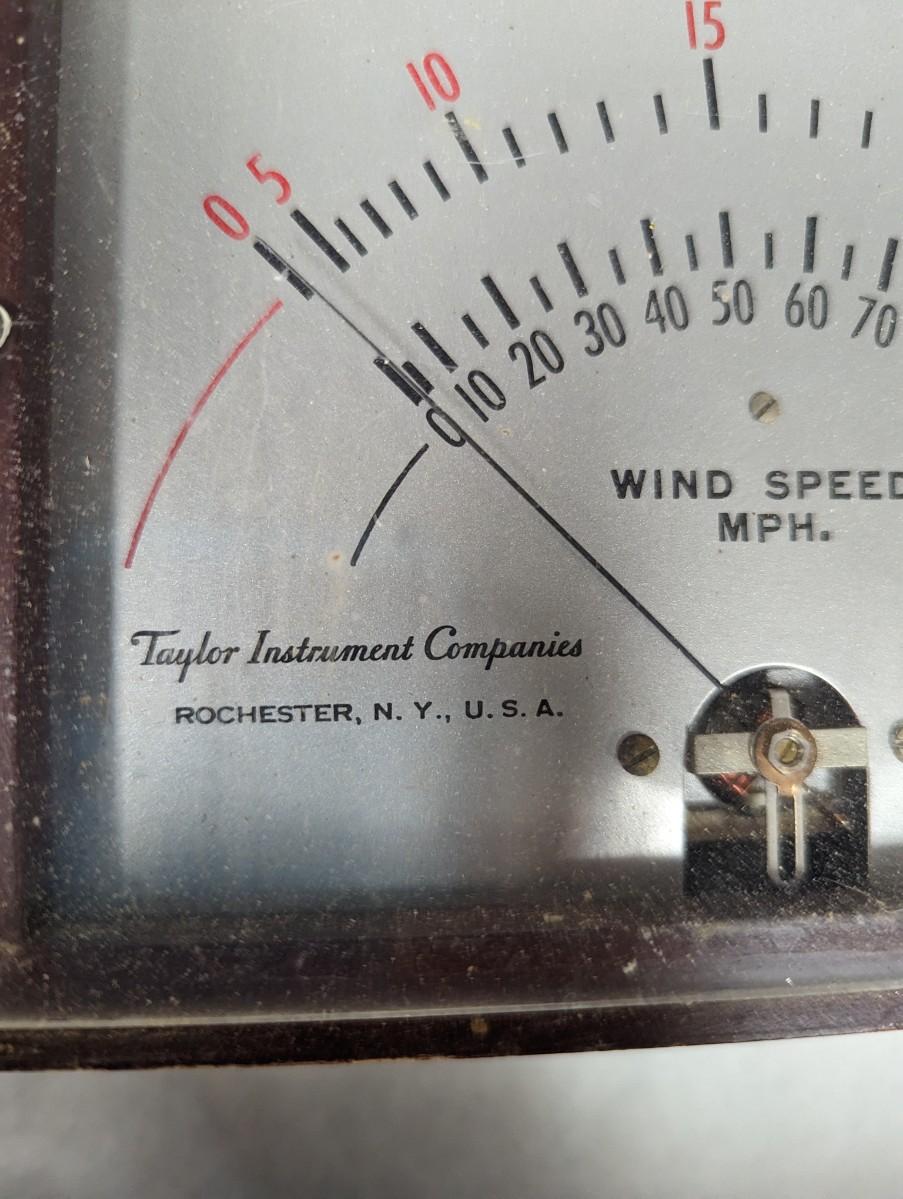 15
10
0 5
0 10 20 30 40 50 60 70
WIND SPEED
MPH.
Taylor Instrument Companies
ROCHESTER, N. Y., U. S. A.